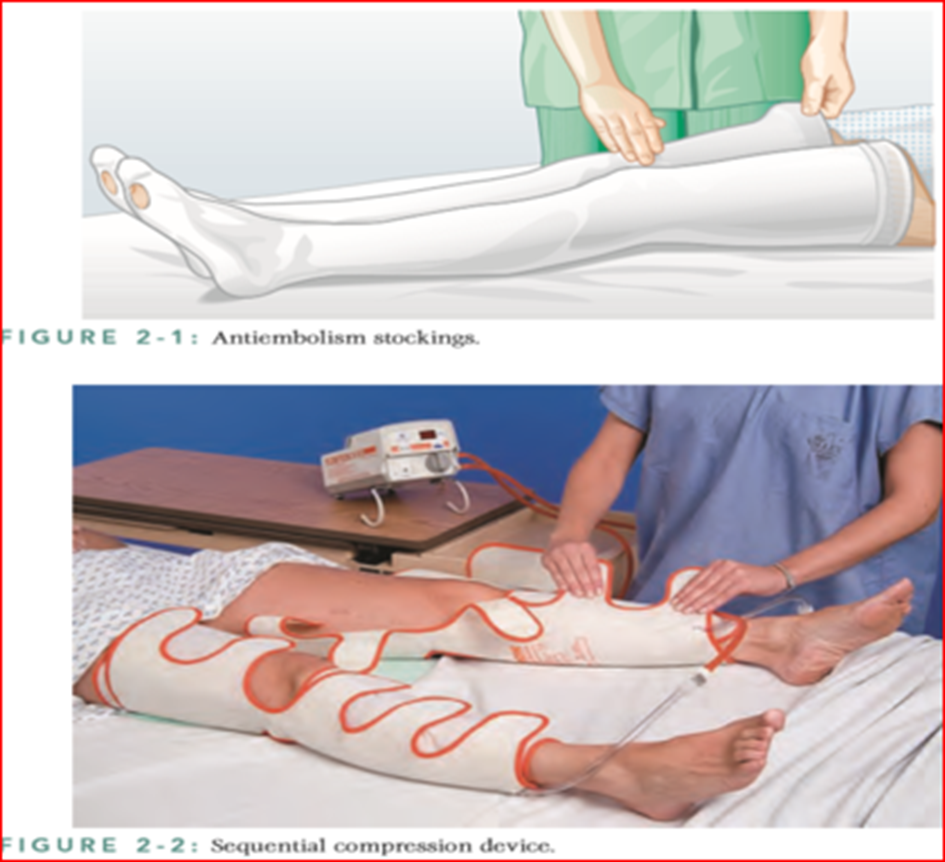 FIGURE 2-1: Antiembolism stockings.
FIGURE 2-2: Sequential compression device.